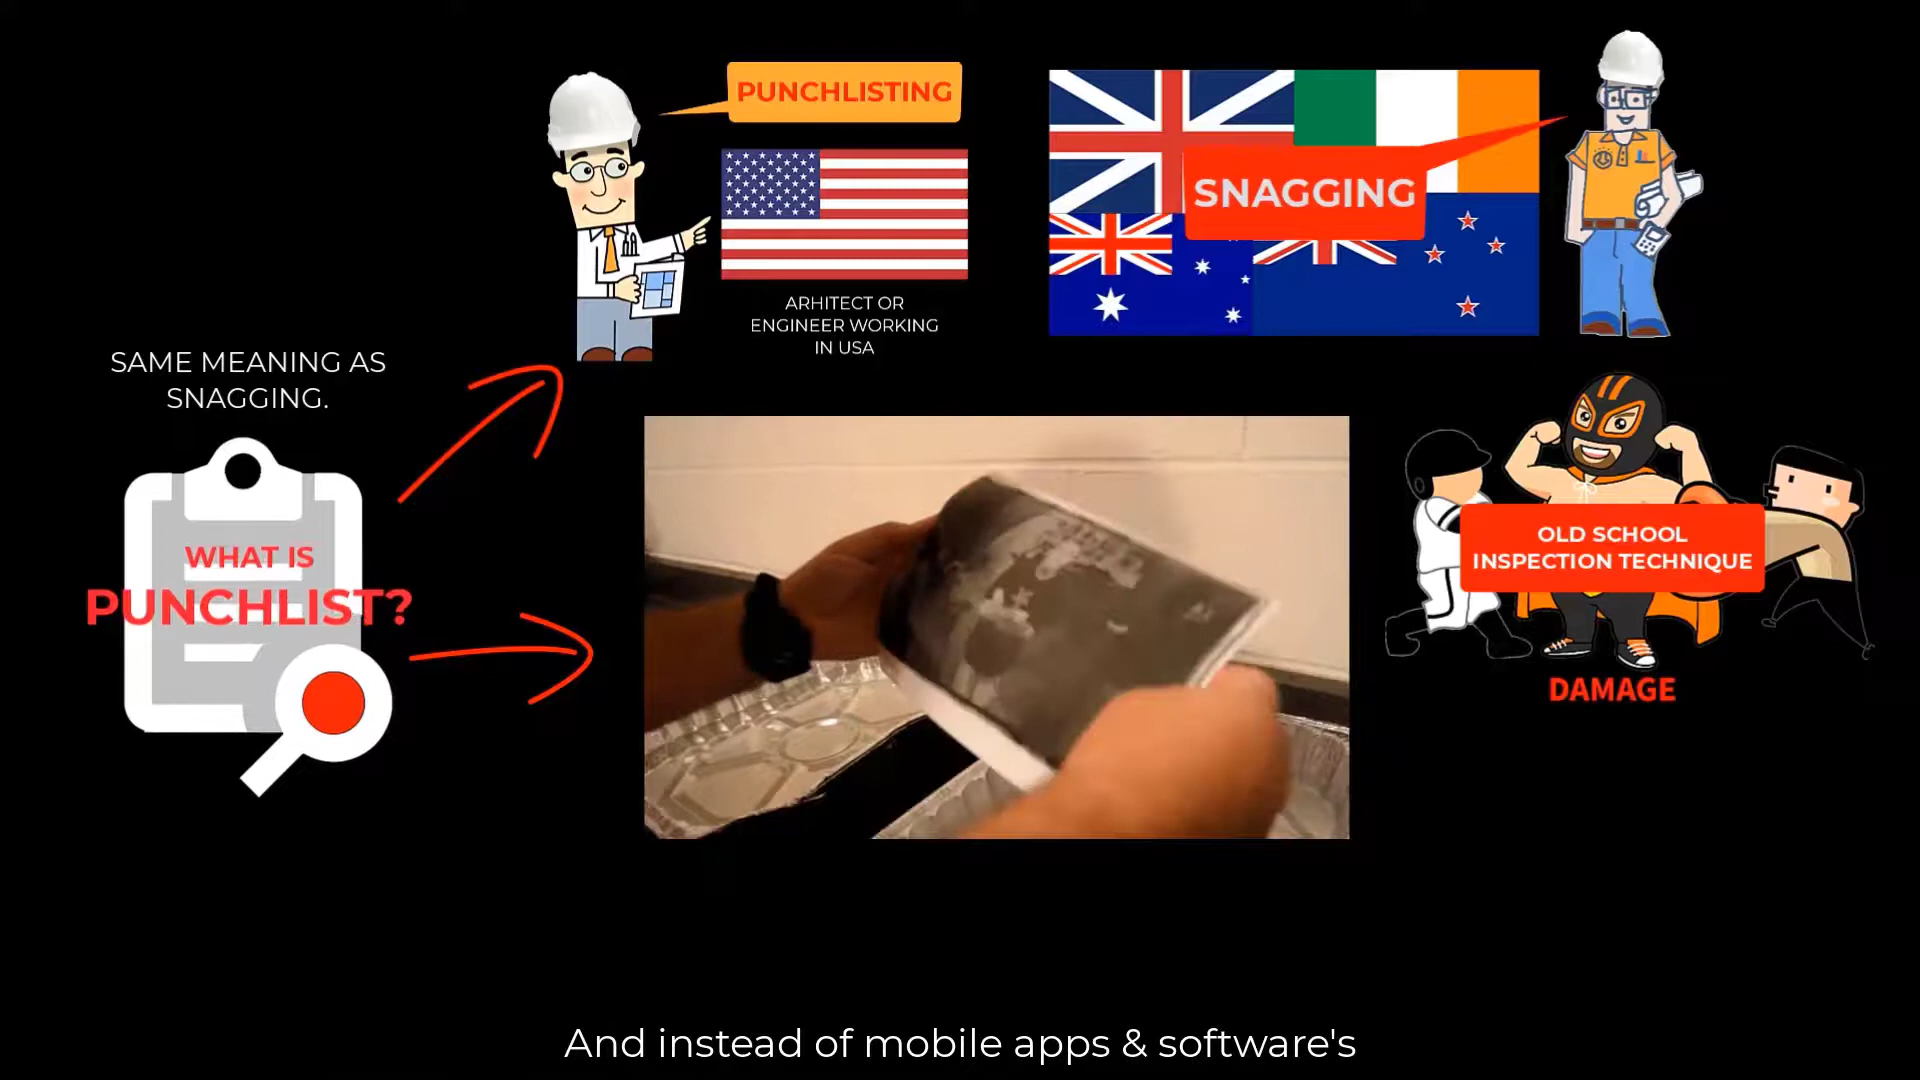 PUNCHLISTING
SNAGGING
ARHITECT OR
ENGINEER WORKING
IN USA
SAME MEANING AS
SNAGGING.
WHAT IS
PUNCHLIST?
OLD SCHOOL
INSPECTION TECHNIQUE
DAMAGE
And instead of mobile apps & software's